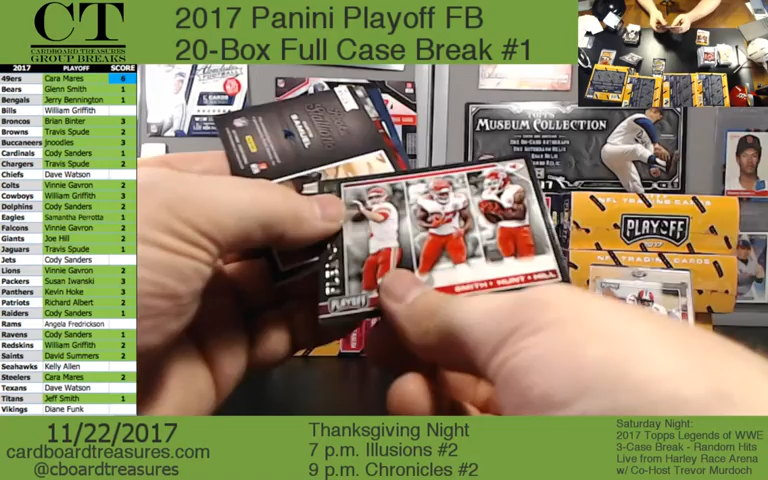 CT
CARDBOARD TREASURES
GROUP BREAKS
2017 Panini Playoff FB
20-Box Full Case Break #1
2017 PLAYOFF SCORE
49ers Cara Mares 6
Bears Glenn Smith 1
Bengals Jerry Bennington 1
Bills William Griffith
Broncos Brian Binter 3
Browns Travis Spude 2
Buccaneers Jnoodles 3
Cardinals Cody Sanders 1
Chargers Travis Spude 2
Chiefs Dave Watson
Colts Vinnie Gavron 2
Cowboys William Griffith 3
Dolphins Cody Sanders 2
Eagles Samantha Perrotta 1
Falcons Vinnie Gavron 2
Giants Joe Hill 2
Jaguars Travis Spude 1
Jets Cody Sanders
Lions Vinnie Gavron 2
Packers Susan Iwanski 3
Panthers Kevin Hoke 3
Patriots Richard Albert 2
Raiders Cody Sanders 1
Rams Angela Fredrickson
Ravens Cody Sanders 1
Redskins William Griffith 2
Saints David Summers 2
Seahawks Kelly Allen
Steelers Cara Mares 2
Texans Dave Watson
Titans Jeff Smith 1
Vikings Diane Funk
TOPPS
MUSEUM COLLECTION
PLAYOFF
NFL TRADING CARDS
SMITH • HUNT • HILL
PLAYOFF
11/22/2017
cardboardtreasures.com
@cboardtreasures
Thanksgiving Night
7 p.m. Illusions #2
9 p.m. Chronicles #2
Saturday Night:
2017 Topps Legends of WWE
3-Case Break - Random Hits
Live from Harley Race Arena
w/ Co-Host Trevor Murdoch